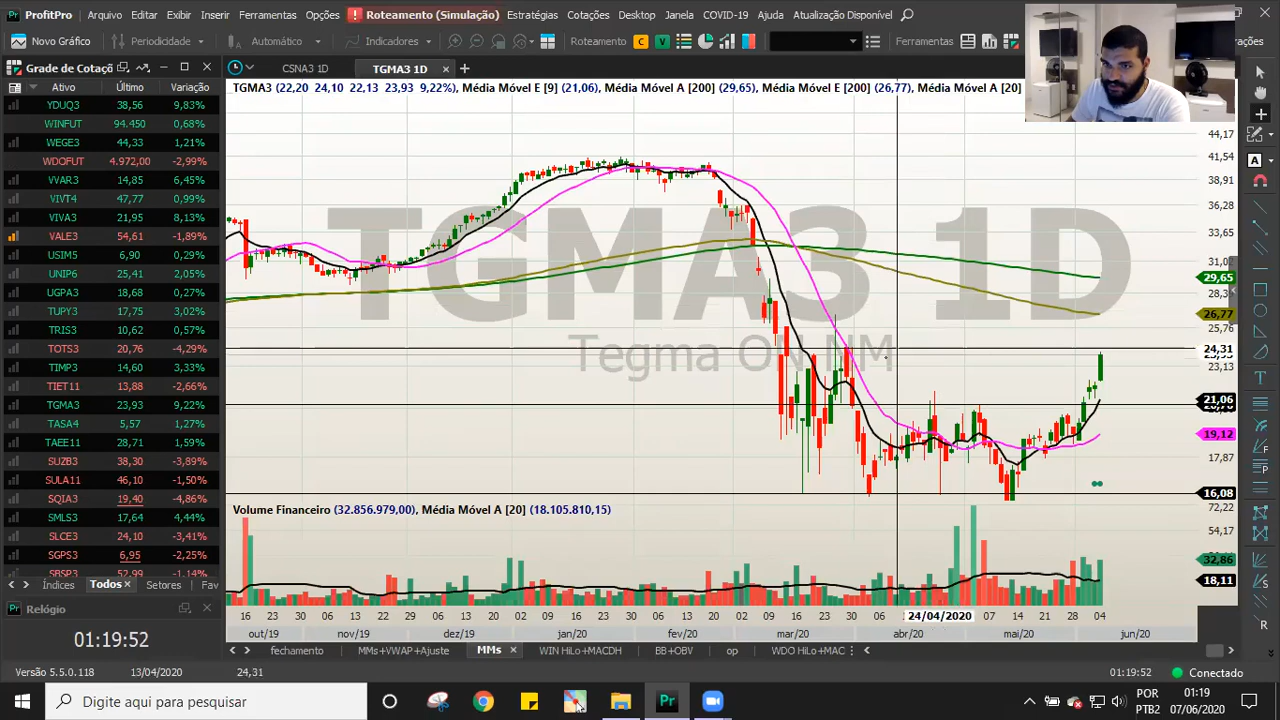 ProfitPro Arquivo Exibir Inserir Ferramentas Opções Roteamento (Simulação) Estratégias Cotações Desktop Janela COVID-19 Ajuda Atualização Disponível
Novo Gráfico Periodicidade Automático Indicadores Roteamento C V Ferramentas
Grade de Cotaçõ CSNA3 1D TGMA3 1D
Ativo Último Variação
TGMA3 (22,20 24,10 22,13 23,93 9,22%), Média Móvel E [9] (21,06), Média Móvel A [200] (29,65), Média Móvel E [200] (26,77), Média Móvel A [20]
YDUQ3 38,56 9,83%
WINFUT 94.450 0,68%
WEGE3 44,33 1,21%
WDOFUT 4.972,00 -2,99%
VVAR3 14,85 6,45%
VIVT4 47,77 0,99%
VIVA3 21,95 8,13%
VALE3 54,61 -1,89%
USIM5 6,90 0,29%
UNIP6 25,41 2,05%
UGPA3 18,68 0,27%
TUPY3 17,75 3,02%
TRIS3 10,62 0,57%
TOTS3 20,76 -4,29%
TIMP3 14,60 3,33%
TIET11 13,88 -2,66%
TGMA3 23,93 9,22%
TASA4 5,57 1,27%
TAEE11 28,71 1,59%
SUZB3 38,30 -3,89%
SULA11 46,10 -1,50%
SQIA3 19,40 -4,86%
SMLS3 17,64 4,44%
SLCE3 24,10 -3,41%
SGPS3 6,95 -2,25%
SBSP3 52,99 -1,14%
Índices Todos Setores Fav
Relógio
01:19:52
TGMA3 1D
Tegma ON NM
44,17
41,54
38,91
36,28
33,65
29,65
26,77
25,76
24,31
23,13
21,06
19,12
17,87
16,08
Volume Financeiro (32.856.979,00), Média Móvel A [20] (18.105.810,15)
72,22
54,17
32,86
18,11
16 23 30 06 13 20 27 04 11 18 25 06 13 20 02 09 16 23 30 06 13 20 27 02 09 16 23 30 06 24/04/2020 07 14 21 28 04
out/19 nov/19 dez/19 jan/20 fev/20 mar/20 abr/20 mai/20 jun/20
fechamento MMs+VWAP+Ajuste MMs WIN HiLo+MACDH BB+OBV op WDO HiLo+MAC
Versão 5.5.0.118 13/04/2020 24,31 01:19:52 Conectado
Digite aqui para pesquisar
POR
PTB2
01:19
07/06/2020